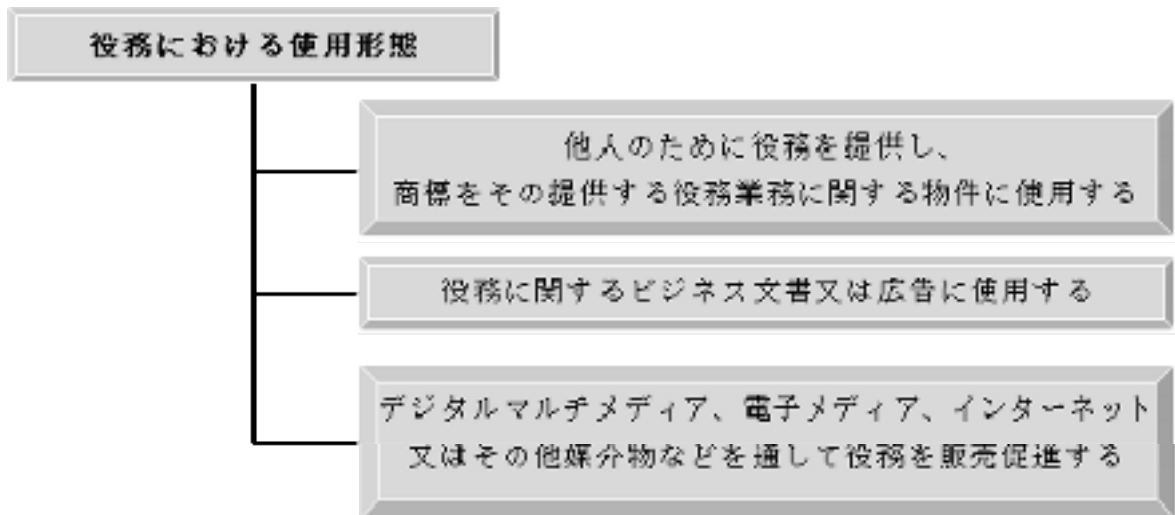 役務における使用形態
他人のために役務を提供し、
商標をその提供する役務業務に関する物件に使用する
役務に関するビジネス文書又は広告に使用する
デジタルマルチメディア、電子メディア、インターネット
又はその他媒介物などを通して役務を販売促進する